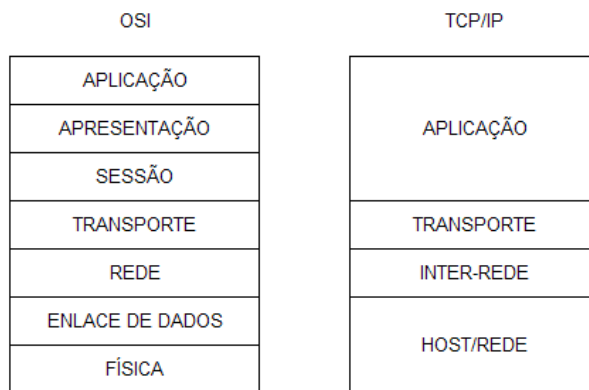 OSI
APLICAÇÃO
APRESENTAÇÃO
SESSÃO
TRANSPORTE
REDE
ENLACE DE DADOS
FÍSICA
TCP/IP
APLICAÇÃO
TRANSPORTE
INTER-REDE
HOST/REDE